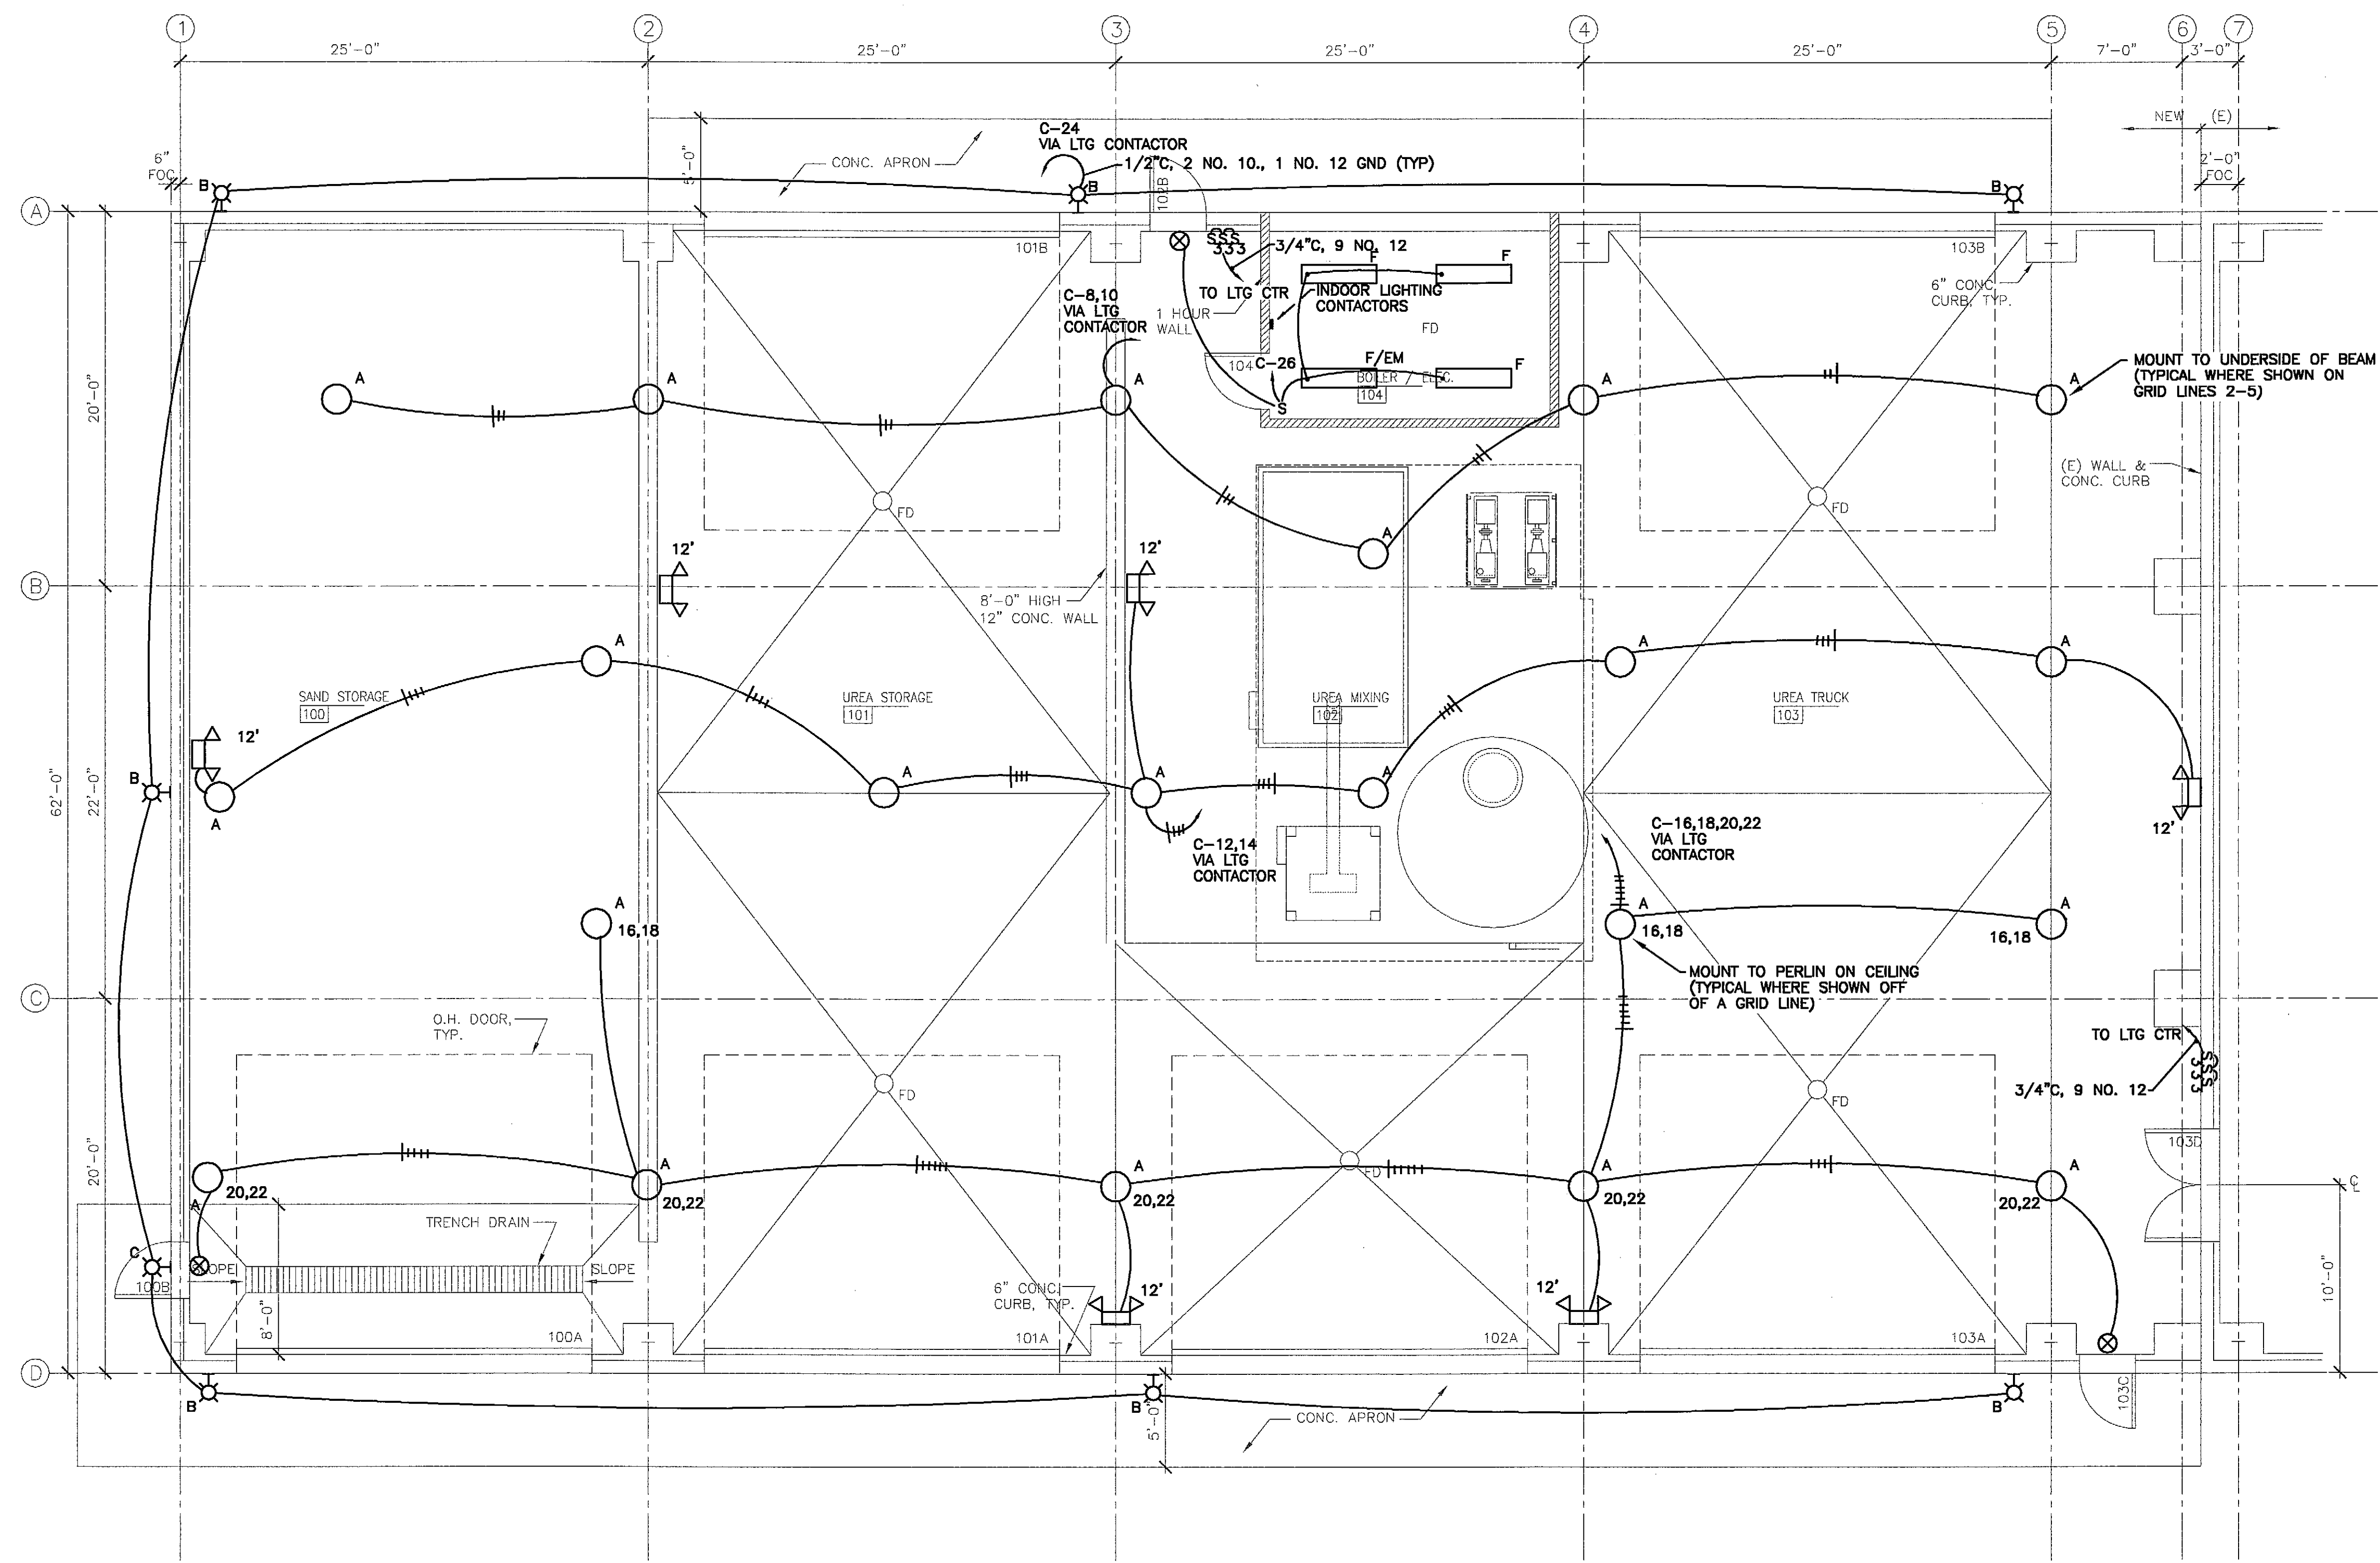 1 2 3 4 5 6 7
25'-0" 25'-0" 25'-0" 25'-0" 7'-0" 3'-0"
NEW (E)
C-24
VIA LTG CONTACTOR
1/2"C, 2 NO. 10., 1 NO. 12 GND (TYP)
CONC. APRON
5'-0"
6"
FOC
2'-0"
FOC
B
B
B
102B
A
101B
SSS
333
3/4"C, 9 NO. 12
F
F
103B
TO LTG CTR
INDOOR LIGHTING
CONTACTORS
C-8,10
VIA LTG
CONTACTOR
1 HOUR
WALL
FD
6" CONC.
CURB, TYP.
104
C-26
F/EM
F
BOILER / ELEC.
104
S
MOUNT TO UNDERSIDE OF BEAM
(TYPICAL WHERE SHOWN ON
GRID LINES 2-5)
A
A
A
A
A
20'-0"
(E) WALL &
CONC. CURB
FD
FD
A
B
12'
12'
8'-0" HIGH
12" CONC. WALL
A
A
A
SAND STORAGE
100
UREA STORAGE
101
UREA MIXING
102
UREA TRUCK
103
12'
B
A
A
A
A
62'-0"
22'-0"
12'
C-12,14
VIA LTG
CONTACTOR
C-16,18,20,22
VIA LTG
CONTACTOR
A
16,18
A
16,18
A
16,18
MOUNT TO PERLIN ON CEILING
(TYPICAL WHERE SHOWN OFF
OF A GRID LINE)
C
O.H. DOOR,
TYP.
TO LTG CTR
SSS
333
3/4"C, 9 NO. 12
FD
FD
103D
20'-0"
FD
A
20,22
A
20,22
A
20,22
A
20,22
A
20,22
TRENCH DRAIN
C
100B
SLOPE
SLOPE
8'-0"
6" CONC.
CURB, TYP.
12'
12'
10'-0"
100A
101A
102A
103A
D
B
B
B
5'-0"
CONC. APRON
103C